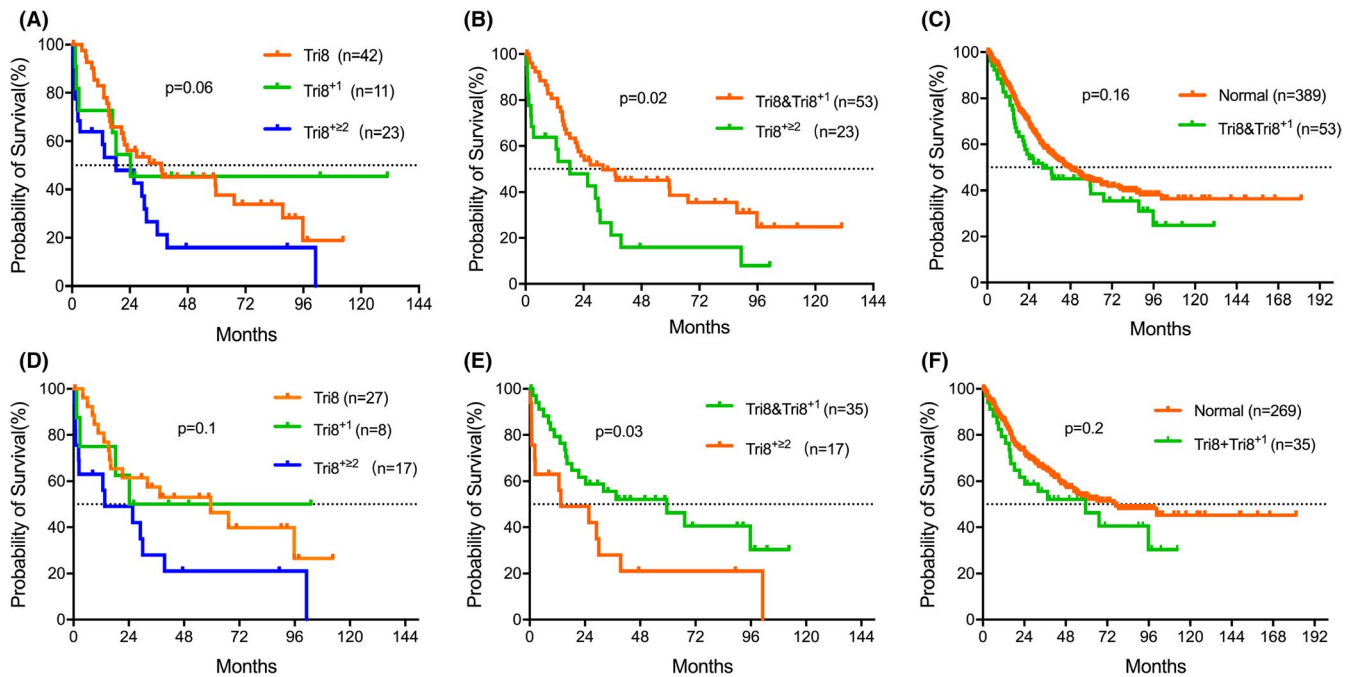 (A)
Probability of Survival(%)
100
80
60
40
20
0
0 24 48 72 96 120 144
Months
p=0.06
Tri8 (n=42)
Tri8⁺¹ (n=11)
Tri8⁺≥² (n=23)
(B)
Probability of Survival(%)
100
80
60
40
20
0
0 24 48 72 96 120 144
Months
p=0.02
Tri8&Tri8⁺¹ (n=53)
Tri8⁺≥² (n=23)
(C)
Probability of Survival(%)
100
80
60
40
20
0
0 24 48 72 96 120 144 168 192
Months
p=0.16
Normal (n=389)
Tri8&Tri8⁺¹ (n=53)
(D)
Probability of Survival(%)
100
80
60
40
20
0
0 24 48 72 96 120 144
Months
p=0.1
Tri8 (n=27)
Tri8⁺¹ (n=8)
Tri8⁺≥² (n=17)
(E)
Probability of Survival(%)
100
80
60
40
20
0
0 24 48 72 96 120 144
Months
p=0.03
Tri8&Tri8⁺¹ (n=35)
Tri8⁺≥² (n=17)
(F)
Probability of Survival(%)
100
80
60
40
20
0
0 24 48 72 96 120 144 168 192
Months
p=0.2
Normal (n=269)
Tri8+Tri8⁺¹ (n=35)